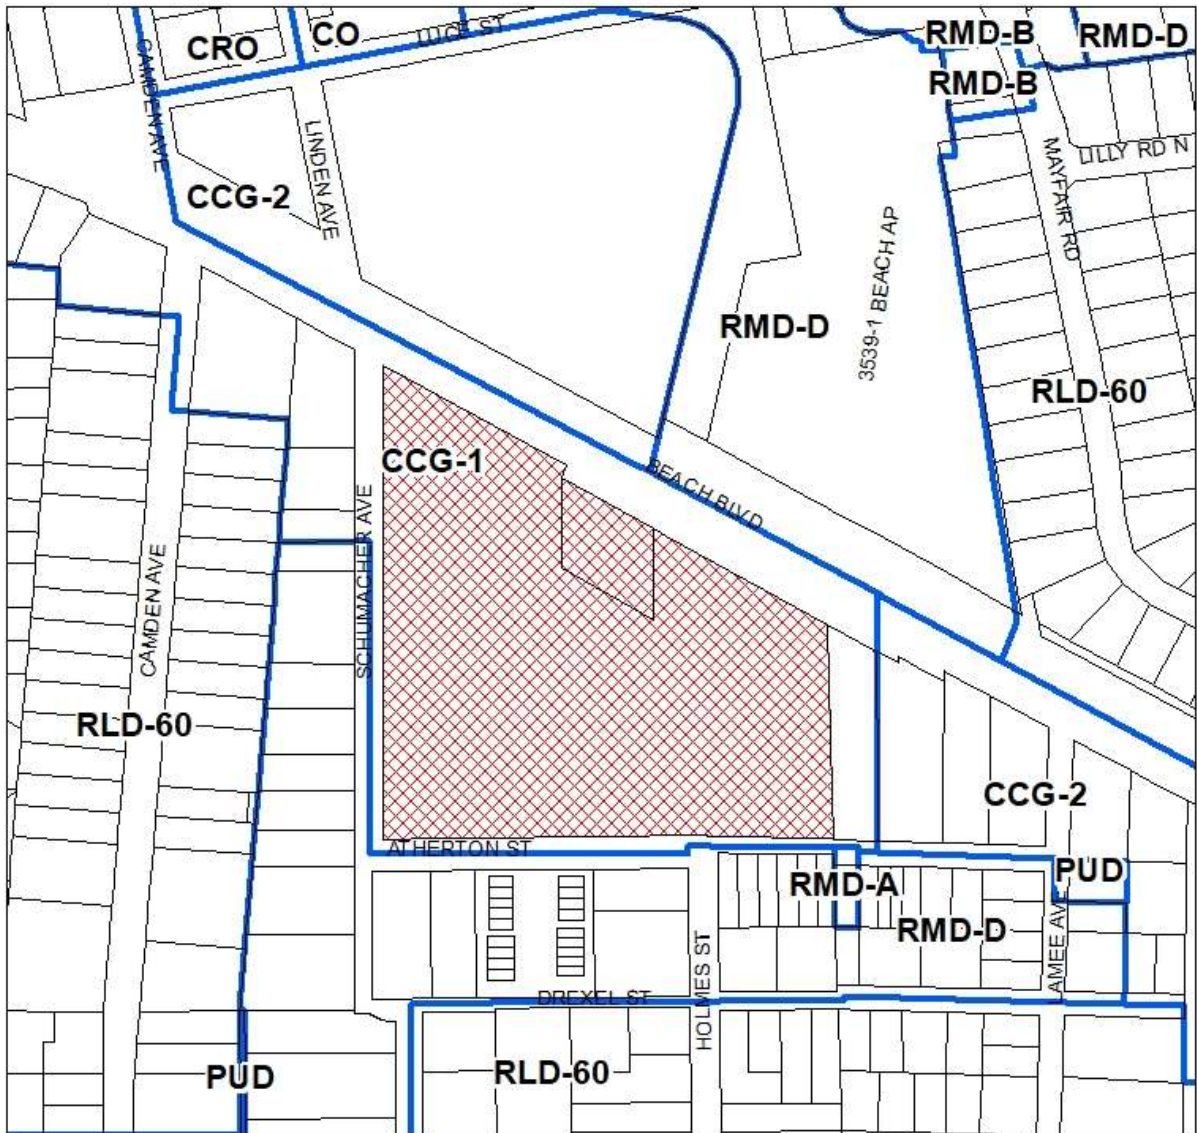 CRO
CO
LUCE ST
RMD-B
RMD-D
RMD-B
CAMDEN AVE
LINDEN AVE
MAYFAIR RD
LILLY RD N
CCG-2
3539-1 BEACH AP
RMD-D
RLD-60
CCG-1
BEACH BLVD
SCHUMACHER AVE
CAMDEN AVE
RLD-60
CCG-2
ATHERTON ST
PUD
RMD-A
RMD-D
LAMEE AVE
HOLMES ST
DREXEL ST
PUD
RLD-60